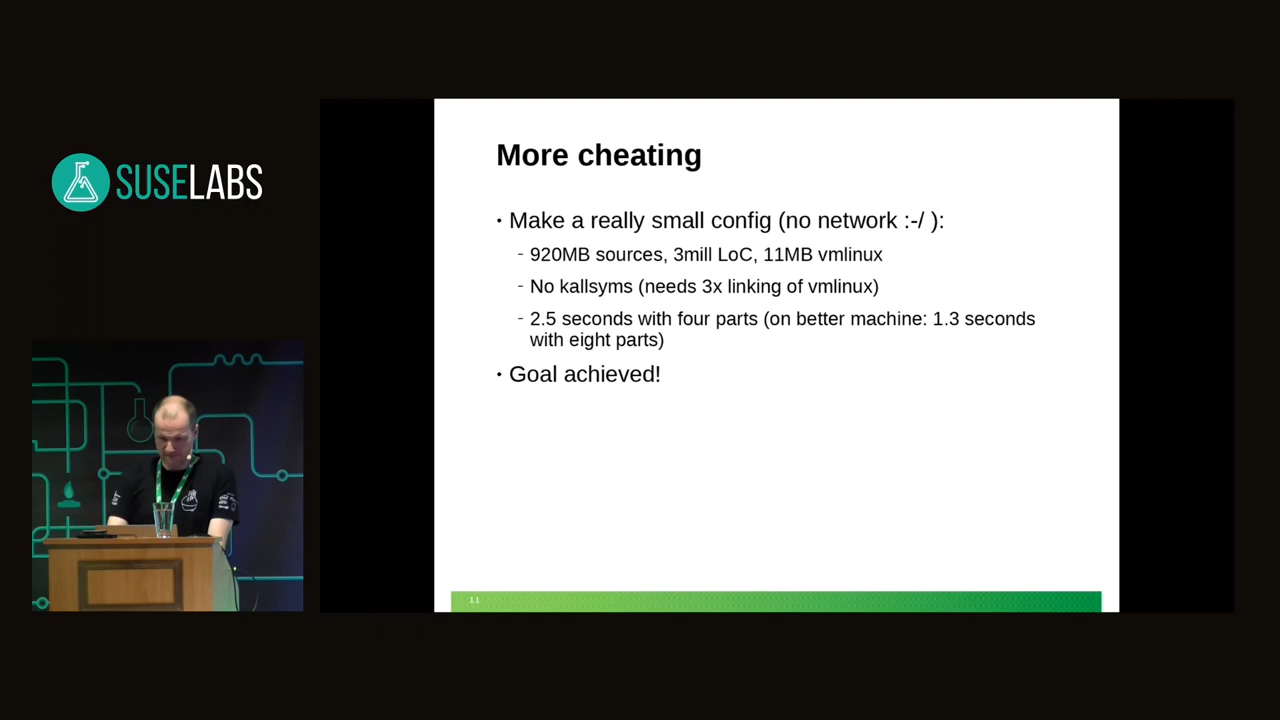 SUSELABS
More cheating
• Make a really small config (no network :-/ ):
- 920MB sources, 3mill LoC, 11MB vmlinux
- No kallsyms (needs 3x linking of vmlinux)
- 2.5 seconds with four parts (on better machine: 1.3 seconds
with eight parts)
• Goal achieved!
11